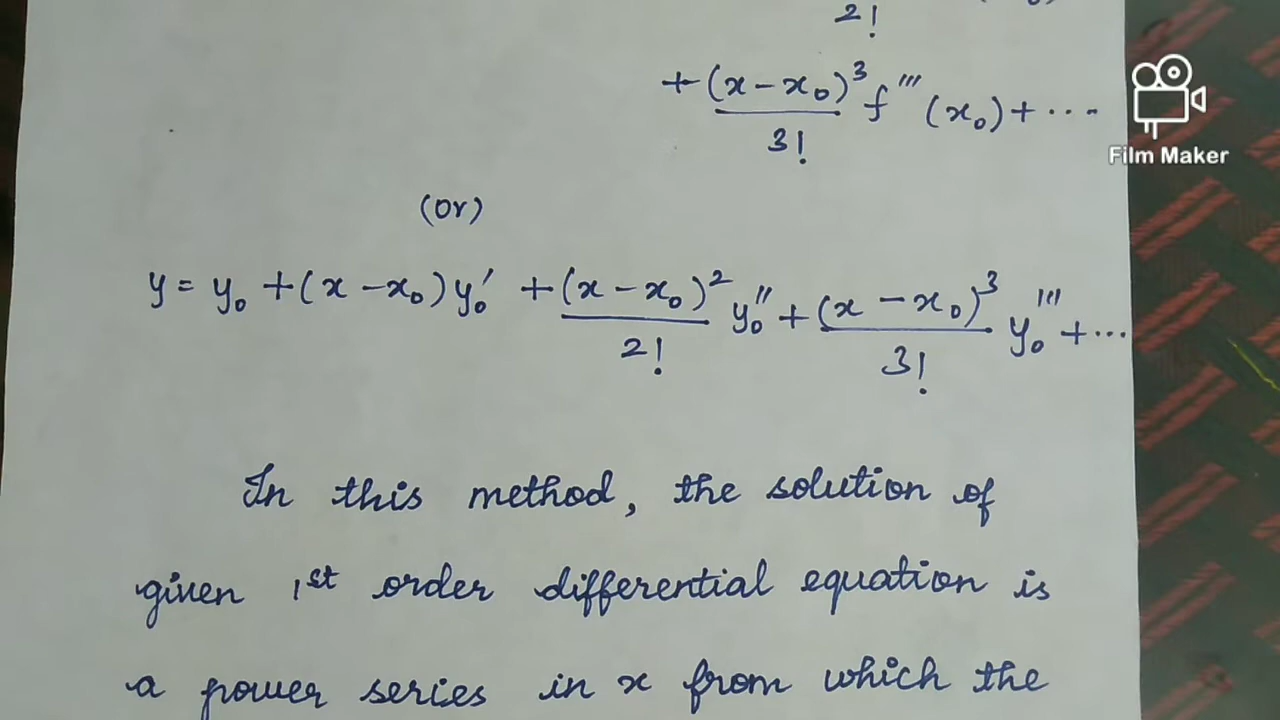 2!
+ (x - x₀)³/3! f''' (x₀) + ...
Film Maker
(or)
y = y₀ + (x - x₀) y₀' + (x - x₀)²/2! y₀'' + (x - x₀)³/3! y₀''' + ...
In this method, the solution of
given 1st order differential equation is
a power series in x from which the